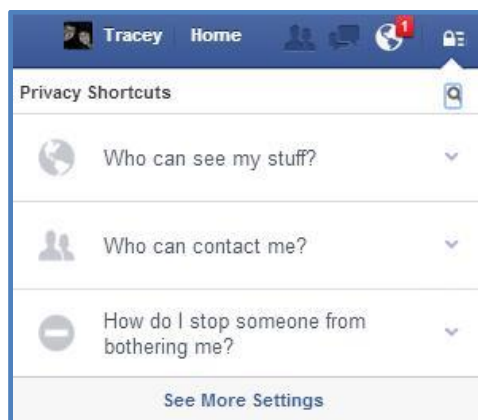 Tracey Home 1
Privacy Shortcuts
Who can see my stuff?
Who can contact me?
How do I stop someone from
bothering me?
See More Settings